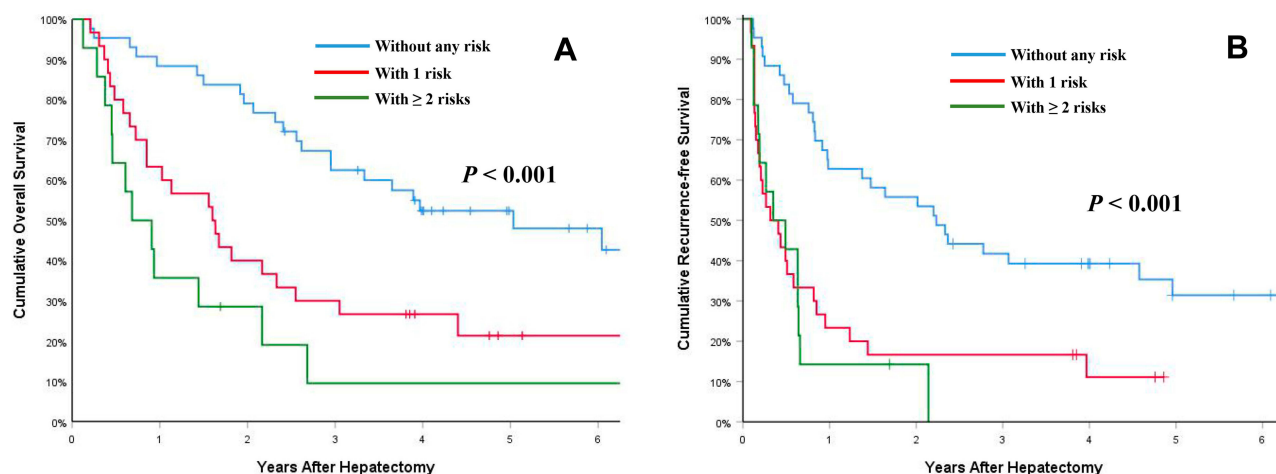 A
Without any risk
With 1 risk
With ≥ 2 risks
P < 0.001
Cumulative Overall Survival
100%
90%
80%
70%
60%
50%
40%
30%
20%
10%
0%
0 1 2 3 4 5 6
Years After Hepatectomy
B
Without any risk
With 1 risk
With ≥ 2 risks
P < 0.001
Cumulative Recurrence-free Survival
100%
90%
80%
70%
60%
50%
40%
30%
20%
10%
0%
0 1 2 3 4 5 6
Years After Hepatectomy